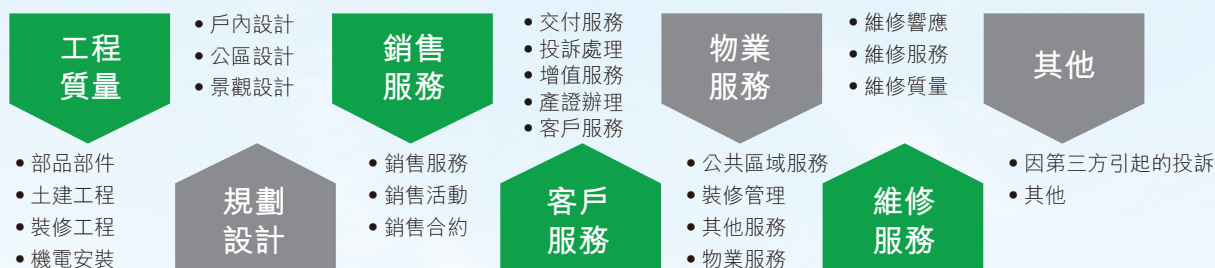 工程
質量
• 部品部件
• 土建工程
• 裝修工程
• 機電安裝
• 戶內設計
• 公區設計
• 景觀設計
規劃
設計
銷售
服務
• 銷售服務
• 銷售活動
• 銷售合約
• 交付服務
• 投訴處理
• 增值服務
• 產證辦理
• 客戶服務
客戶
服務
物業
服務
• 公共區域服務
• 裝修管理
• 其他服務
• 物業服務
• 維修響應
• 維修服務
• 維修質量
維修
服務
其他
• 因第三方引起的投訴
• 其他